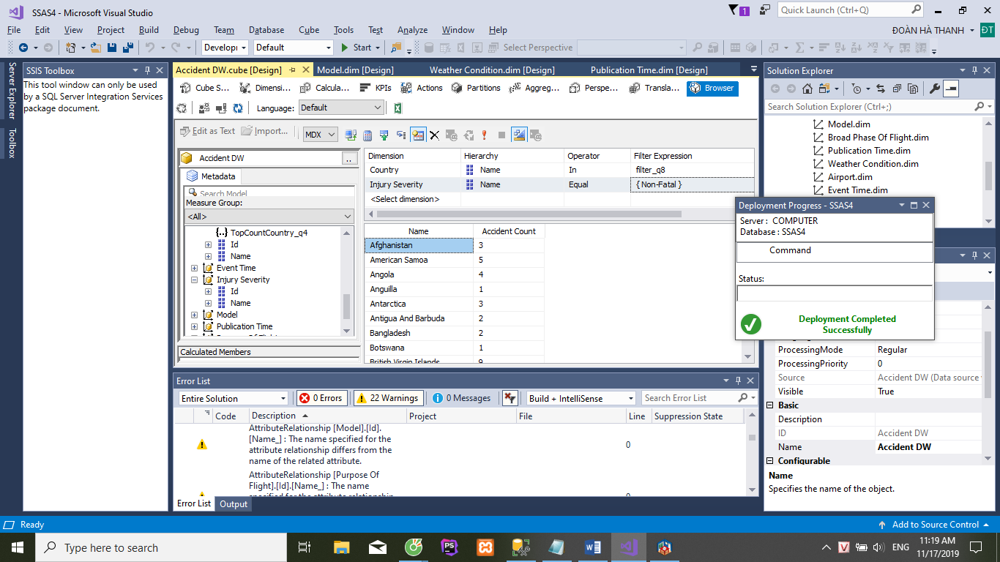 SSAS4 - Microsoft Visual Studio
1
Quick Launch (Ctrl+Q)
File Edit View Project Build Debug Team Database Cube Tools Test Analyze Window Help
ĐOÀN HÀ THANH
ĐT
Develop Default Start Select Perspective
Server Explorer
Toolbox
SSIS Toolbox
This tool window can only be used
by a SQL Server Integration Services
package document.
Accident DW.cube [Design] Model.dim [Design] Weather Condition.dim [Design] Publication Time.dim [Design]
Cube S... Dimensi... Calcula... KPIs Actions Partitions Aggreg... Perspe... Transla... Browser
Language: Default
Edit as Text Import... MDX
Accident DW
..
Metadata
Search Model
Measure Group:
<All>
TopCountCountry_q4
Id
Name
Event Time
Injury Severity
Id
Name
Model
Publication Time
Calculated Members
Dimension Hierarchy Operator Filter Expression
Country Name In filter_q8
Injury Severity Name Equal { Non-Fatal }
<Select dimension>
Name Accident Count
Afghanistan 3
American Samoa 5
Angola 4
Anguilla 1
Antarctica 3
Antigua And Barbuda 2
Bangladesh 2
Botswana 1
British Virgin Islands 9
Solution Explorer
Search Solution Explorer (Ctrl+;)
Model.dim
Broad Phase Of Flight.dim
Publication Time.dim
Weather Condition.dim
Airport.dim
Event Time.dim
Deployment Progress - SSAS4
Server : COMPUTER
Database : SSAS4
Command
Status:
Deployment Completed
Successfully
ProcessingMode Regular
ProcessingPriority 0
Source Accident DW (Data source
Visible True
Basic
Description
ID Accident DW
Name Accident DW
Configurable
Name
Specifies the name of the object.
Error List
Entire Solution 0 Errors 22 Warnings 0 Messages Build + IntelliSense Search Error List
Code Description Project File Line Suppression State
AttributeRelationship [Model].[Id].
[Name_] : The name specified for the
attribute relationship differs from the
name of the related attribute.
0
AttributeRelationship [Purpose Of
Flight].[Id].[Name_] : The name
specified for the attribute relationship
0
Error List Output
Ready
Add to Source Control
Type here to search
ENG
11:19 AM
11/17/2019